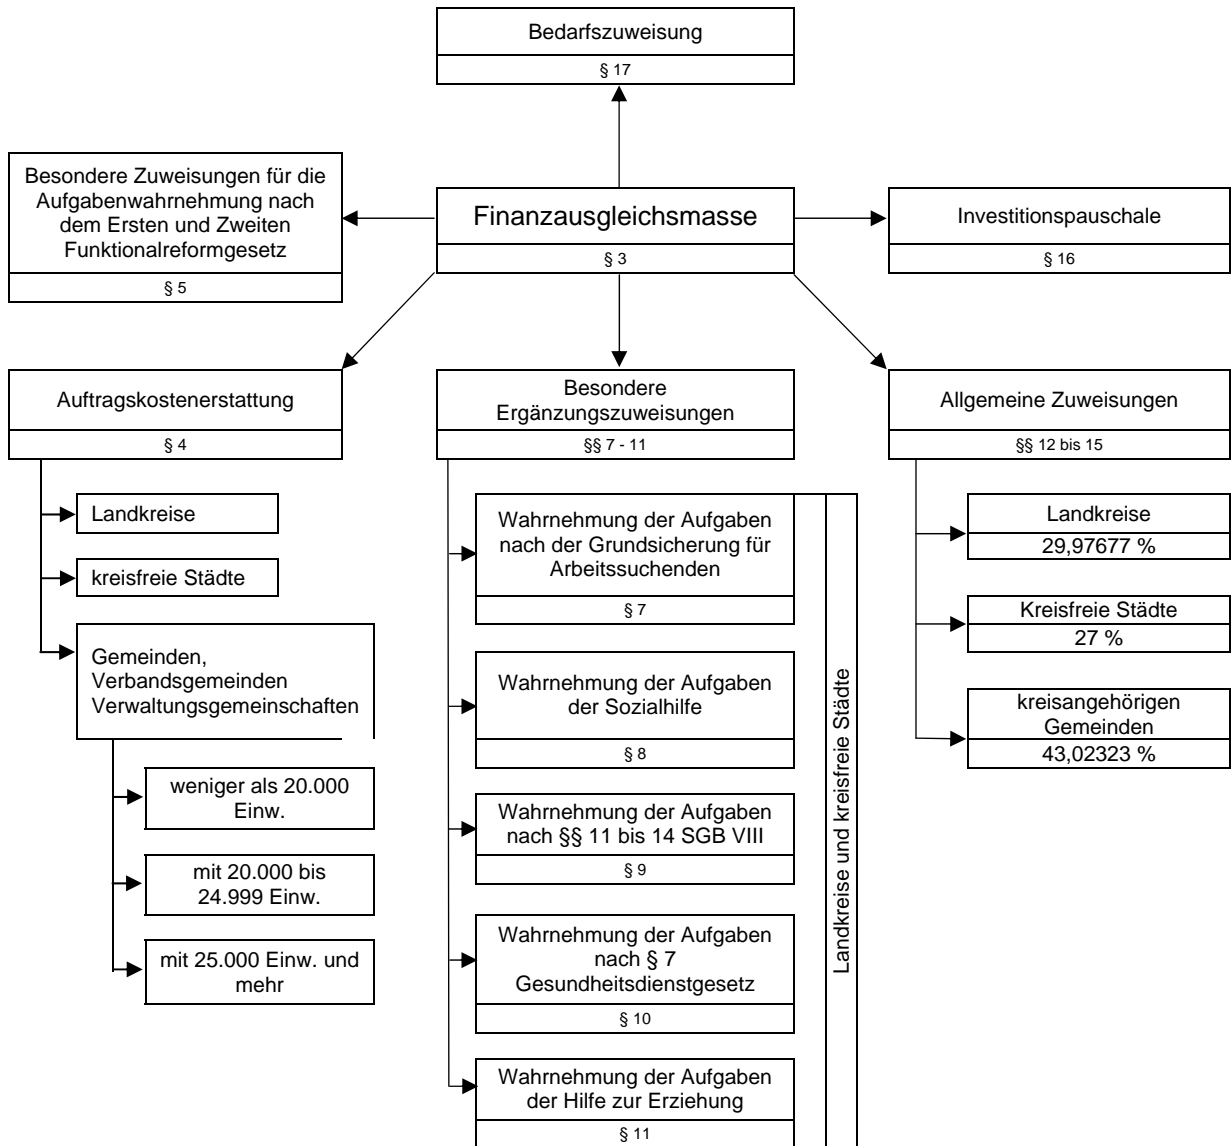 Bedarfszuweisung
§ 17
Besondere Zuweisungen für die
Aufgabenwahrnehmung nach
dem Ersten und Zweiten
Funktionalreformgesetz
§ 5
Finanzausgleichsmasse
§ 3
Investitionspauschale
§ 16
Auftragskostenerstattung
§ 4
Landkreise
kreisfreie Städte
Gemeinden,
Verbandsgemeinden
Verwaltungsgemeinschaften
weniger als 20.000
Einw.
mit 20.000 bis
24.999 Einw.
mit 25.000 Einw. und
mehr
Besondere
Ergänzungszuweisungen
§§ 7 - 11
Wahrnehmung der Aufgaben
nach der Grundsicherung für
Arbeitssuchenden
§ 7
Wahrnehmung der Aufgaben
der Sozialhilfe
§ 8
Wahrnehmung der Aufgaben
nach §§ 11 bis 14 SGB VIII
§ 9
Wahrnehmung der Aufgaben
nach § 7
Gesundheitsdienstgesetz
§ 10
Wahrnehmung der Aufgaben
der Hilfe zur Erziehung
§ 11
Landkreise und kreisfreie Städte
Allgemeine Zuweisungen
§§ 12 bis 15
Landkreise
29,97677 %
Kreisfreie Städte
27 %
kreisangehörigen
Gemeinden
43,02323 %